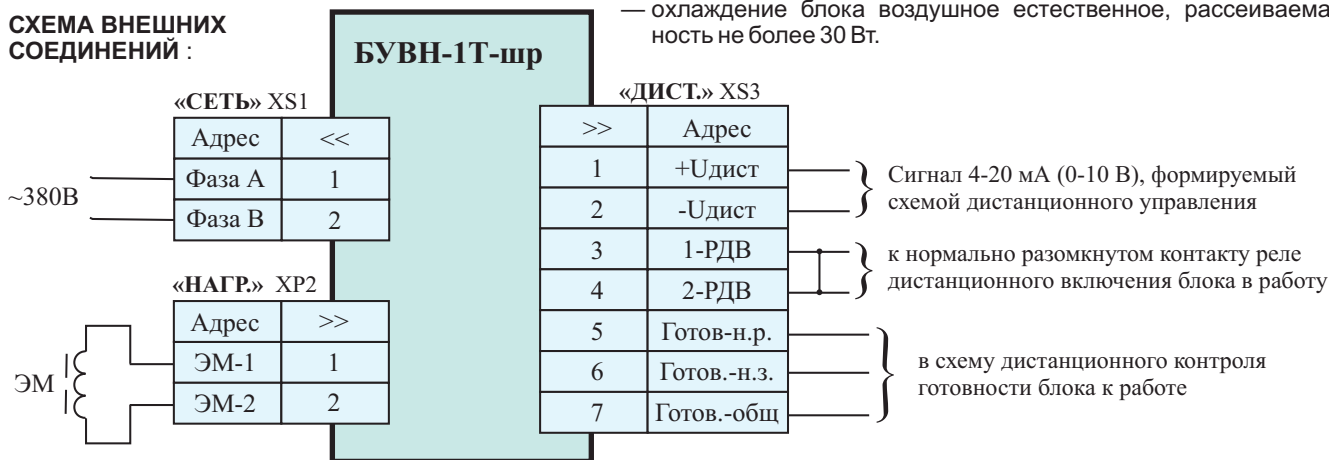 — охлаждение блока воздушное естественное, рассеиваема
ность не более 30 Вт.
СХЕМА ВНЕШНИХ
СОЕДИНЕНИЙ :
БУВН-1Т-шр
«СЕТЬ» XS1
Адрес <<
Фаза А 1
Фаза В 2
~380В
«НАГР.» ХР2
Адрес >>
ЭМ-1 1
ЭМ-2 2
ЭМ
«ДИСТ.» XS3
>> Адрес
1 +Uдист
2 -Uдист
3 1-РДВ
4 2-РДВ
5 Готов-н.р.
6 Готов.-н.з.
7 Готов.-общ
Сигнал 4-20 мА (0-10 В), формируемый
схемой дистанционного управления
к нормально разомкнутом контакту реле
дистанционного включения блока в работу
в схему дистанционного контроля
готовности блока к работе